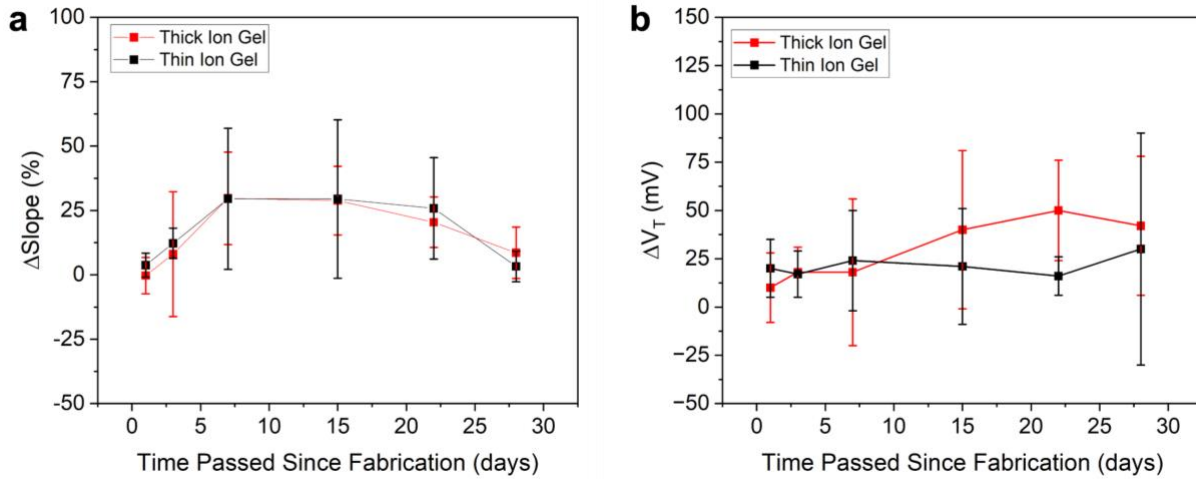 a
100
75
50
25
0
-25
-50
ΔSlope (%)
Thick Ion Gel
Thin Ion Gel
0 5 10 15 20 25 30
Time Passed Since Fabrication (days)
b
150
125
100
75
50
25
0
−25
−50
ΔV_T (mV)
Thick Ion Gel
Thin Ion Gel
0 5 10 15 20 25 30
Time Passed Since Fabrication (days)